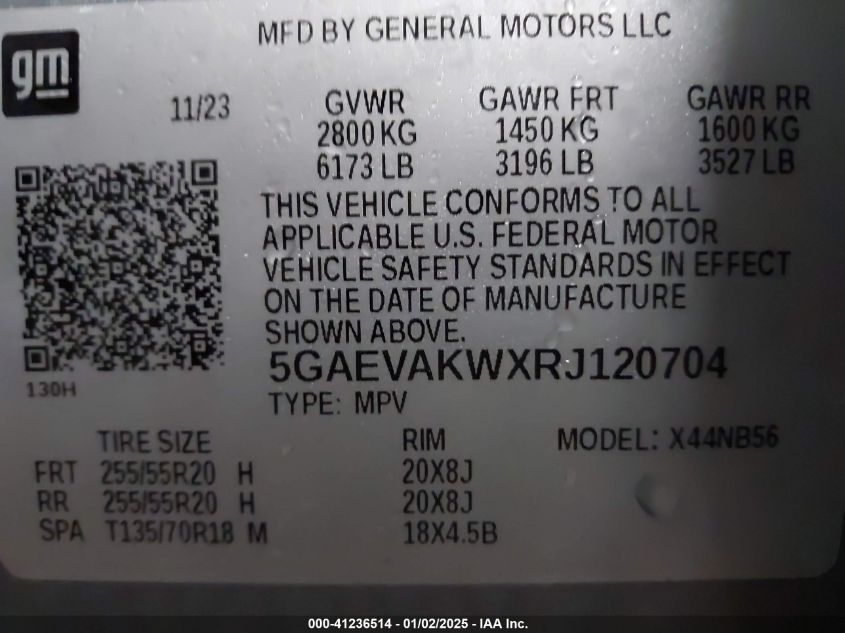 MFD BY GENERAL MOTORS LLC
gm
11/23
GVWR GAWR FRT GAWR RR
2800 KG 1450 KG 1600 KG
6173 LB 3196 LB 3527 LB
THIS VEHICLE CONFORMS TO ALL
APPLICABLE U.S. FEDERAL MOTOR
VEHICLE SAFETY STANDARDS IN EFFECT
ON THE DATE OF MANUFACTURE
SHOWN ABOVE.
5GAEVAKWXRJ120704
130H
TYPE: MPV
TIRE SIZE RIM MODEL: X44NB56
FRT 255/55R20 H 20X8J
RR 255/55R20 H 20X8J
SPA T135/70R18 M 18X4.5B
000-41236514 - 01/02/2025 - IAA Inc.